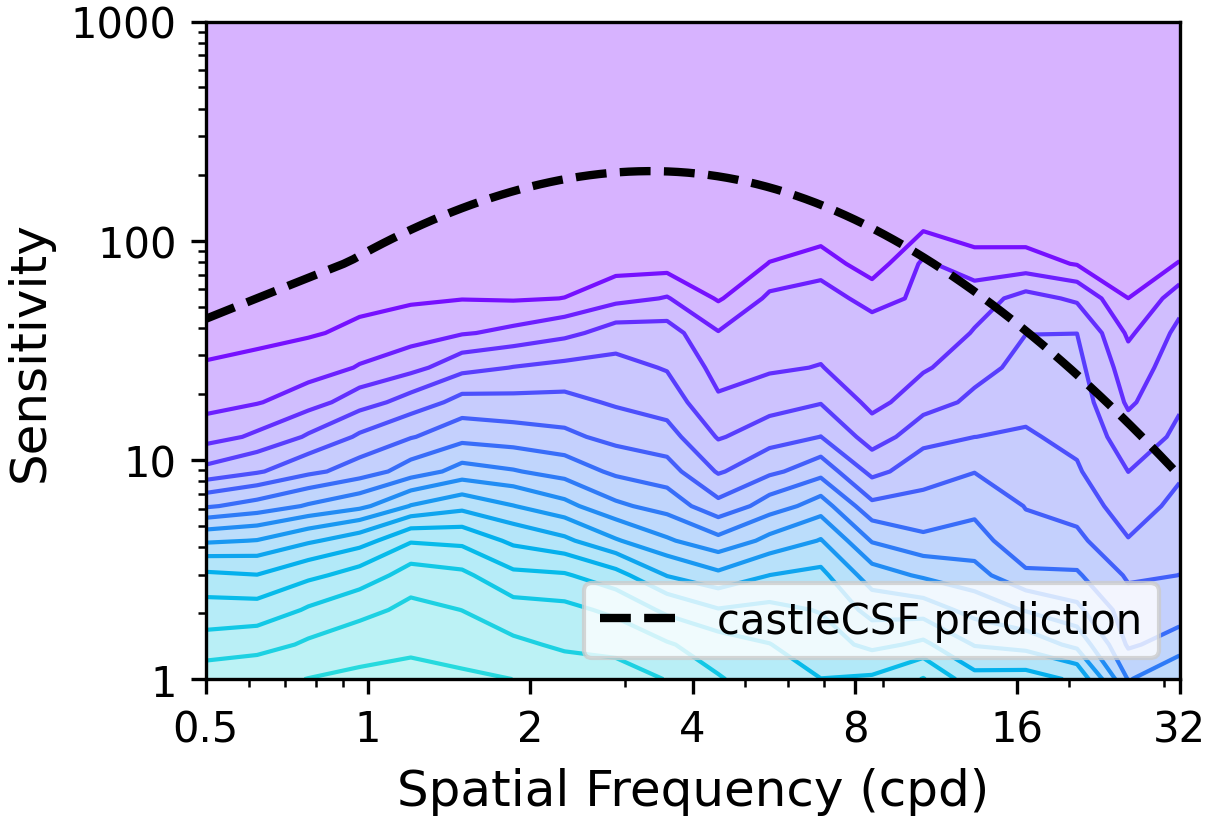 1000
100
10
1
Sensitivity
castleCSF prediction
0.5 1 2 4 8 16 32
Spatial Frequency (cpd)